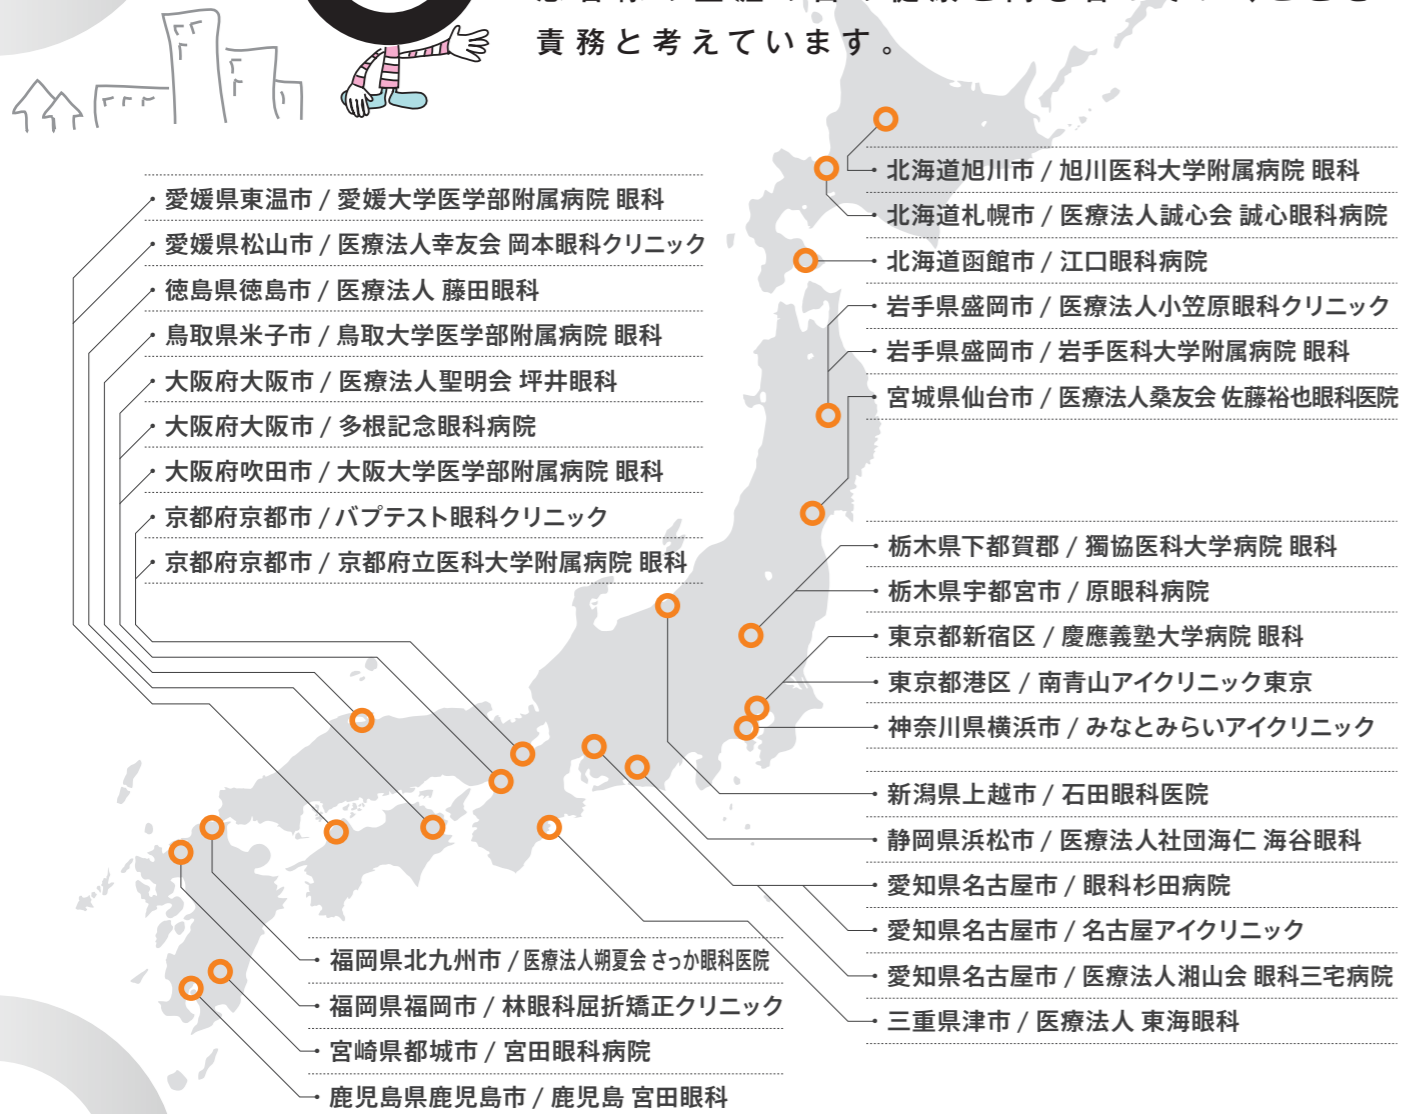 責務と考えています。
愛媛県東温市 / 愛媛大学医学部附属病院 眼科
愛媛県松山市 / 医療法人幸友会 岡本眼科クリニック
徳島県徳島市 / 医療法人 藤田眼科
鳥取県米子市 / 鳥取大学医学部附属病院 眼科
大阪府大阪市 / 医療法人聖明会 坪井眼科
大阪府大阪市 / 多根記念眼科病院
大阪府吹田市 / 大阪大学医学部附属病院 眼科
京都府京都市 / バプテスト眼科クリニック
京都府京都市 / 京都府立医科大学附属病院 眼科
北海道旭川市 / 旭川医科大学附属病院 眼科
北海道札幌市 / 医療法人誠心会 誠心眼科病院
北海道函館市 / 江口眼科病院
岩手県盛岡市 / 医療法人小笠原眼科クリニック
岩手県盛岡市 / 岩手医科大学附属病院 眼科
宮城県仙台市 / 医療法人桑友会 佐藤裕也眼科医院
栃木県下都賀郡 / 獨協医科大学病院 眼科
栃木県宇都宮市 / 原眼科病院
東京都新宿区 / 慶應義塾大学病院 眼科
東京都港区 / 南青山アイクリニック東京
神奈川県横浜市 / みなとみらいアイクリニック
新潟県上越市 / 石田眼科医院
静岡県浜松市 / 医療法人社団海仁 海谷眼科
愛知県名古屋市 / 眼科杉田病院
愛知県名古屋市 / 名古屋アイクリニック
愛知県名古屋市 / 医療法人湘山会 眼科三宅病院
三重県津市 / 医療法人 東海眼科
福岡県北九州市 / 医療法人朔夏会 さっか眼科医院
福岡県福岡市 / 林眼科屈折矯正クリニック
宮崎県都城市 / 宮田眼科病院
鹿児島県鹿児島市 / 鹿児島 宮田眼科